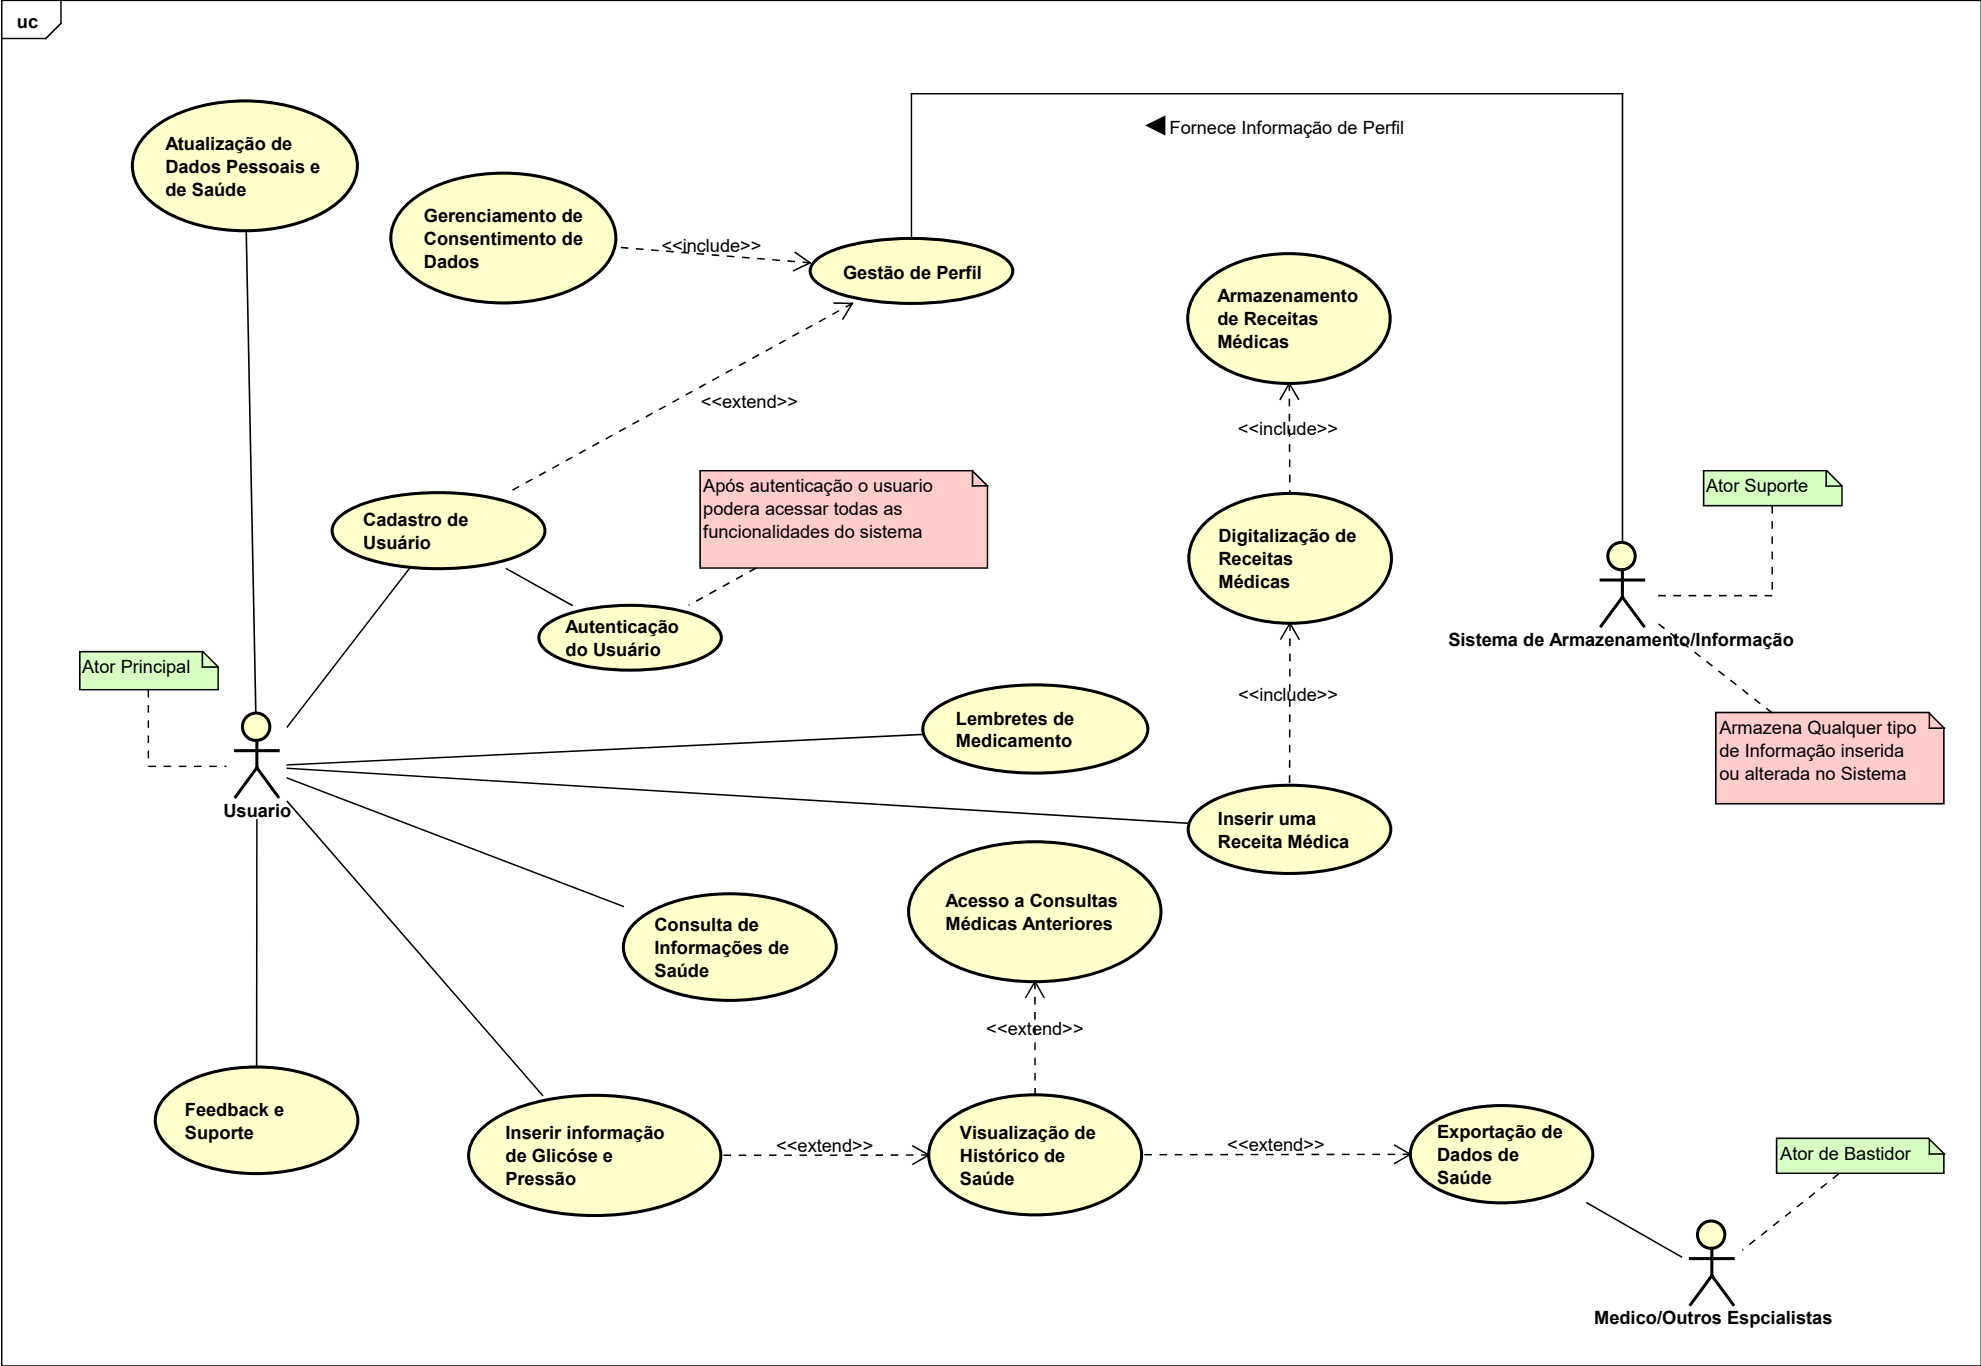 uc
Atualização de
Dados Pessoais e
de Saúde
Fornece Informação de Perfil
Gerenciamento de
Consentimento de
Dados
<<include>>
Gestão de Perfil
Armazenamento
de Receitas
Médicas
<<extend>>
<<include>>
Após autenticação o usuario
podera acessar todas as
funcionalidades do sistema
Ator Suporte
Cadastro de
Usuário
Digitalização de
Receitas
Médicas
Autenticação
do Usuário
Sistema de Armazenamento/Informação
Ator Principal
<<include>>
Lembretes de
Medicamento
Armazena Qualquer tipo
de Informação inserida
ou alterada no Sistema
Usuario
Inserir uma
Receita Médica
Acesso a Consultas
Médicas Anteriores
Consulta de
Informações de
Saúde
<<extend>>
Feedback e
Suporte
Inserir informação
de Glicóse e
Pressão
<<extend>>
Visualização de
Histórico de
Saúde
<<extend>>
Exportação de
Dados de
Saúde
Ator de Bastidor
Medico/Outros Espcialistas